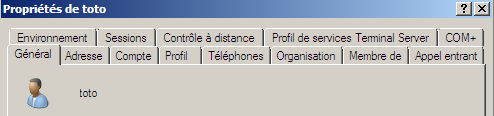 Propriétés de toto
Environnement Sessions Contrôle à distance Profil de services Terminal Server COM+
Général Adresse Compte Profil Téléphones Organisation Membre de Appel entrant
toto